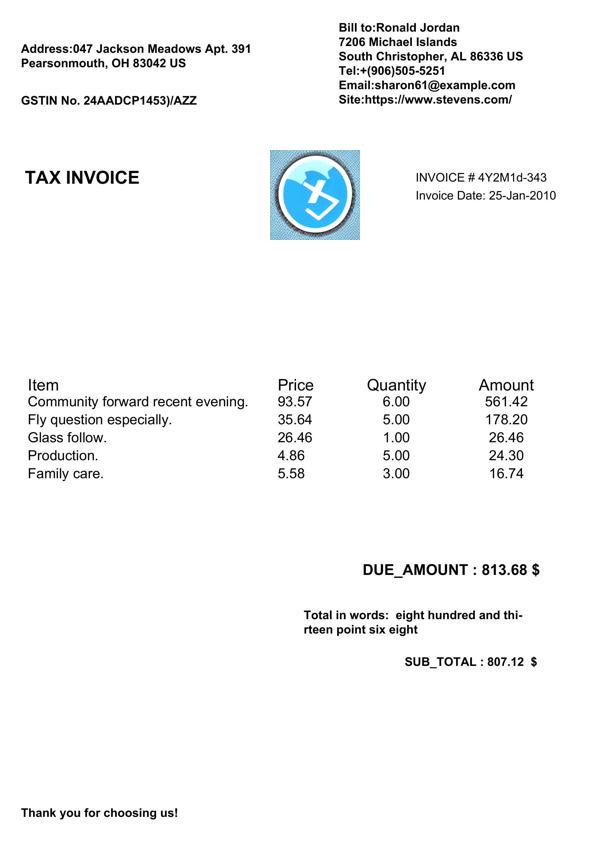 Address:047 Jackson Meadows Apt. 391
Pearsonmouth, OH 83042 US
GSTIN No. 24AADCP1453)/AZZ
Bill to:Ronald Jordan
7206 Michael Islands
South Christopher, AL 86336 US
Tel:+(906)505-5251
Email:sharon61@example.com
Site:https://www.stevens.com/
TAX INVOICE
INVOICE # 4Y2M1d-343
Invoice Date: 25-Jan-2010
Item Price Quantity Amount
Community forward recent evening. 93.57 6.00 561.42
Fly question especially. 35.64 5.00 178.20
Glass follow. 26.46 1.00 26.46
Production. 4.86 5.00 24.30
Family care. 5.58 3.00 16.74
DUE_AMOUNT : 813.68 $
Total in words:  eight hundred and thi-
rteen point six eight
SUB_TOTAL : 807.12  $
Thank you for choosing us!